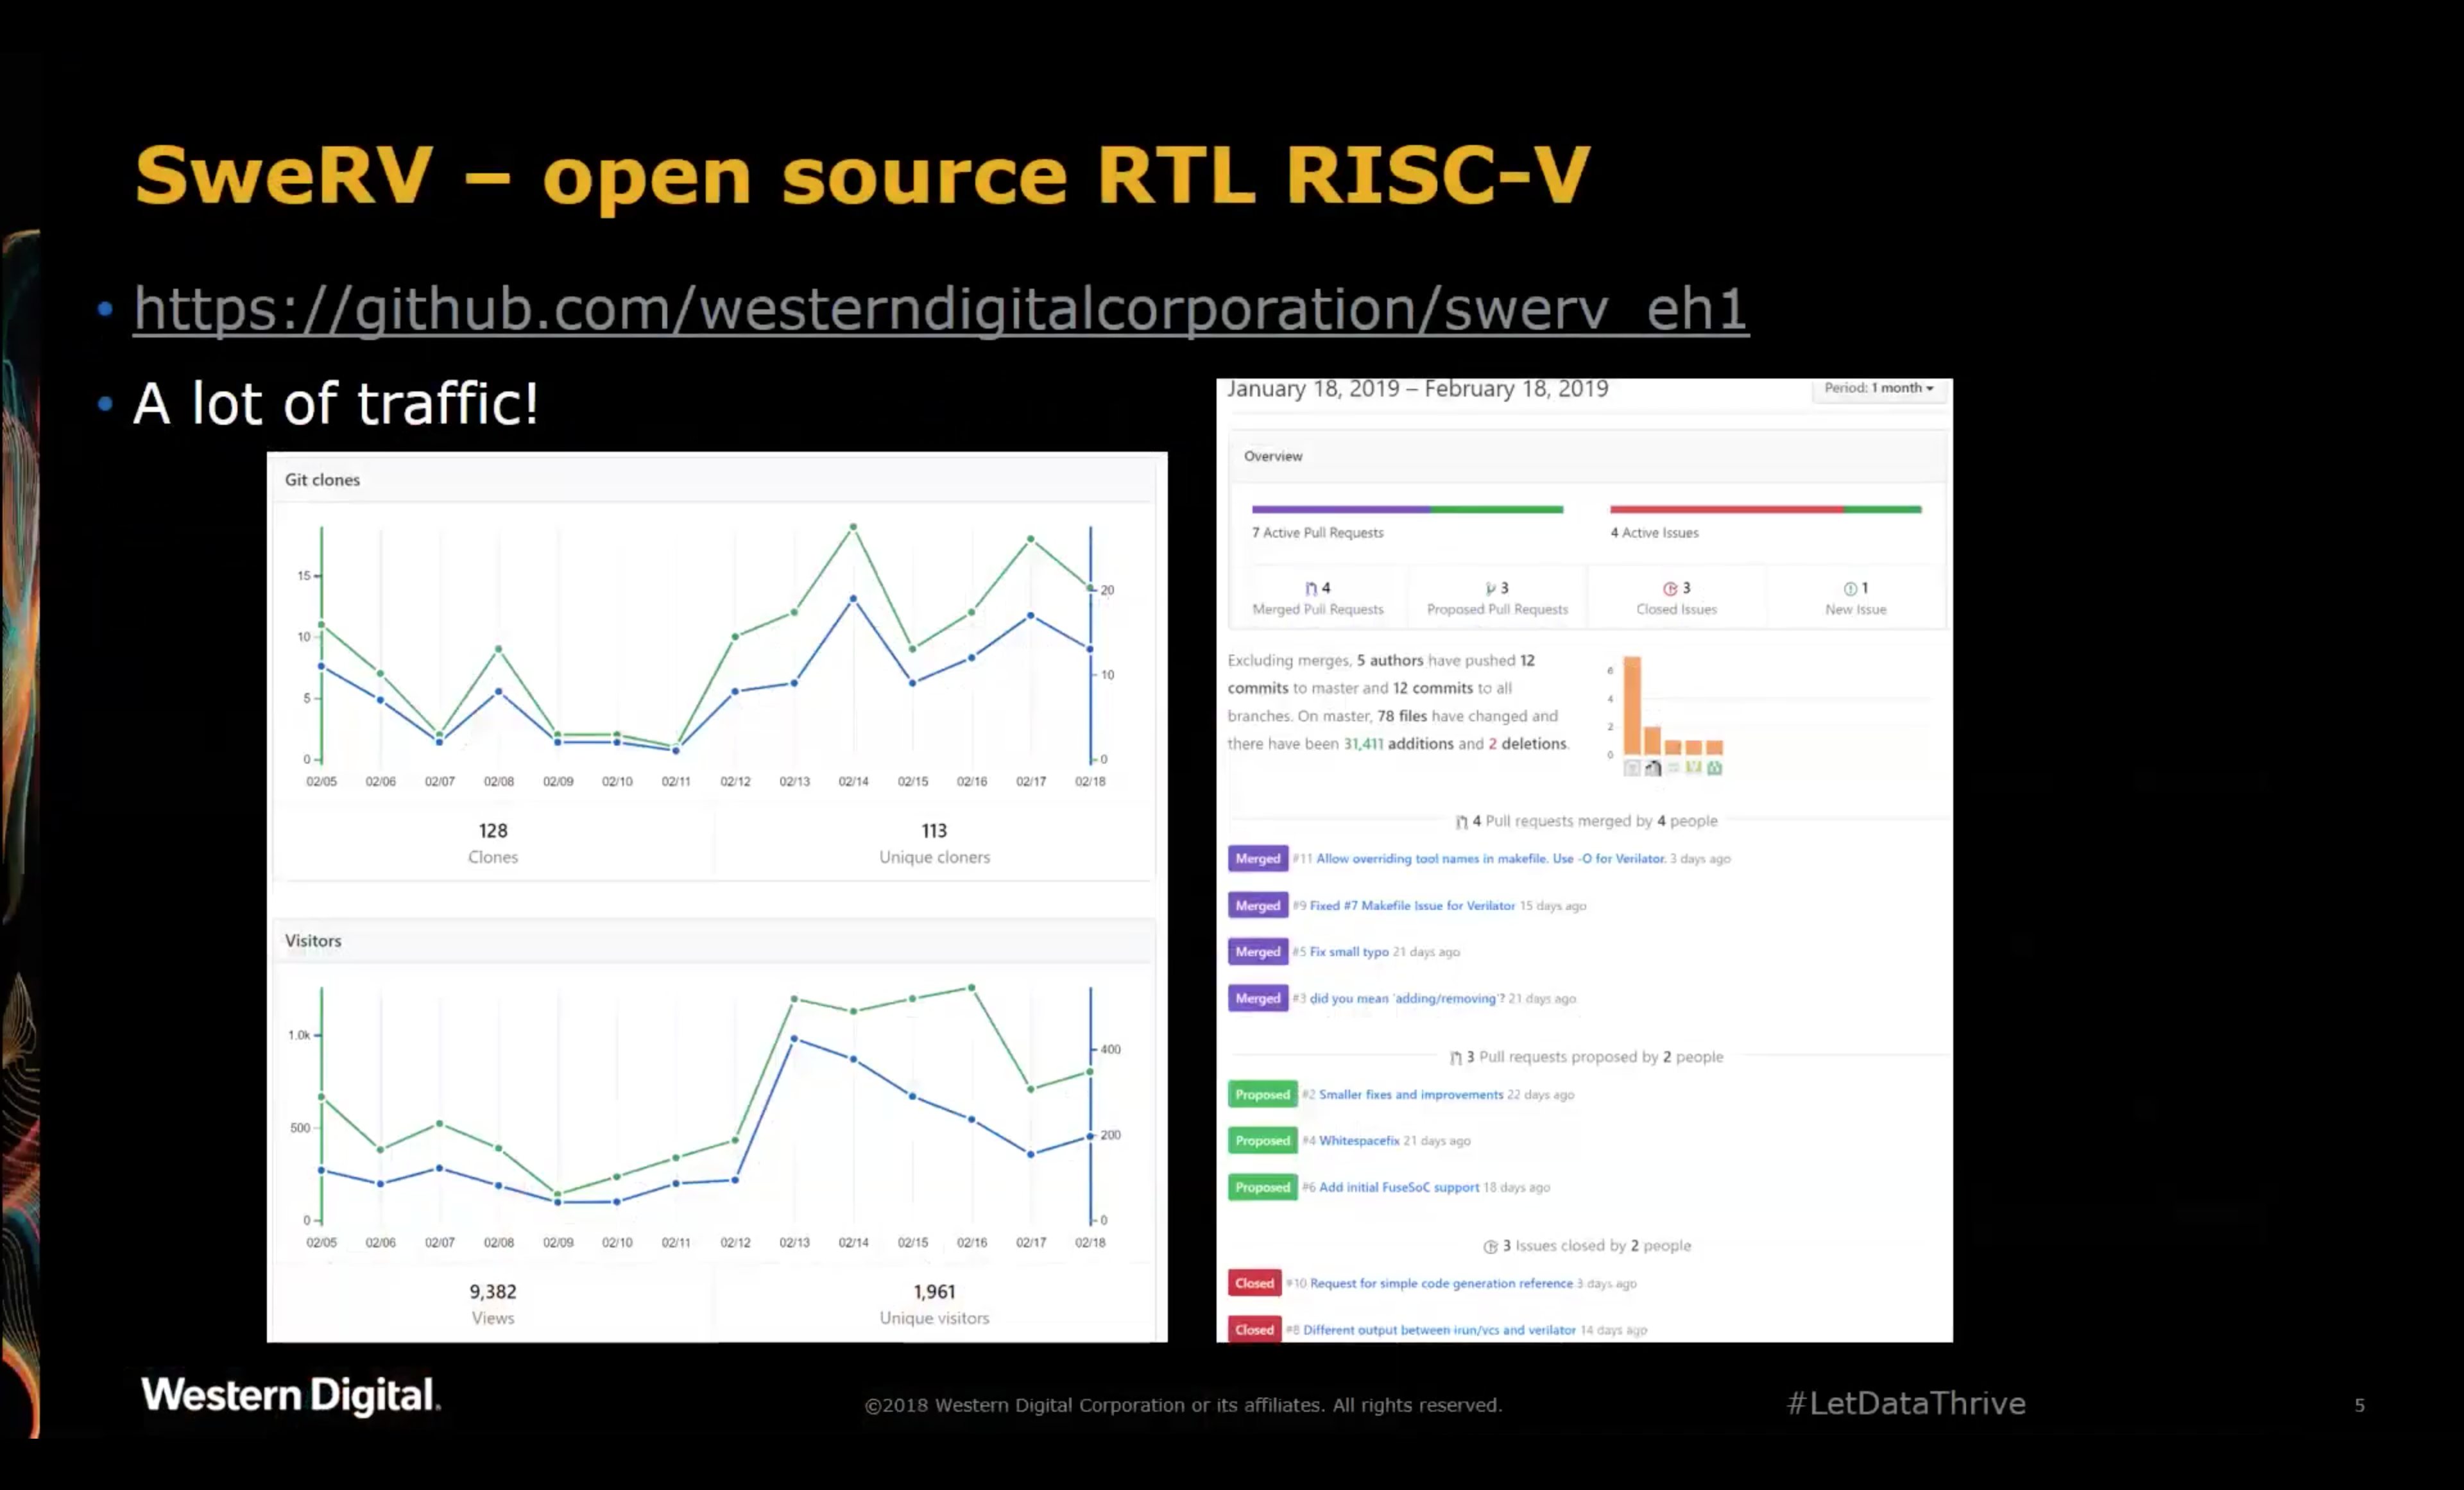 SweRV – open source RTL RISC-V
• https://github.com/westerndigitalcorporation/swerv_eh1
• A lot of traffic!
Git clones
15
10
5
0
20
10
0
02/05 02/06 02/07 02/08 02/09 02/10 02/11 02/12 02/13 02/14 02/15 02/16 02/17 02/18
128 113
Clones Unique cloners
Visitors
1.0k
500
0
400
200
0
02/05 02/06 02/07 02/08 02/09 02/10 02/11 02/12 02/13 02/14 02/15 02/16 02/17 02/18
9,382 1,961
Views Unique visitors
January 18, 2019 – February 18, 2019 Period: 1 month
Overview
7 Active Pull Requests 4 Active Issues
4 3 3 1
Merged Pull Requests Proposed Pull Requests Closed Issues New Issue
Excluding merges, 5 authors have pushed 12
commits to master and 12 commits to all
branches. On master, 78 files have changed and
there have been 31,411 additions and 2 deletions.
6
4
2
0
4 Pull requests merged by 4 people
Merged #11 Allow overriding tool names in makefile. Use -O for Verilator. 3 days ago
Merged #9 Fixed #7 Makefile Issue for Verilator 15 days ago
Merged #5 Fix small typo 21 days ago
Merged #3 did you mean 'adding/removing'? 21 days ago
3 Pull requests proposed by 2 people
Proposed #2 Smaller fixes and improvements 22 days ago
Proposed #4 Whitespacefix 21 days ago
Proposed #6 Add initial FuseSoC support 18 days ago
3 Issues closed by 2 people
Closed #10 Request for simple code generation reference 3 days ago
Closed #8 Different output between irun/vcs and verilator 14 days ago
Western Digital.
©2018 Western Digital Corporation or its affiliates. All rights reserved.
#LetDataThrive
5